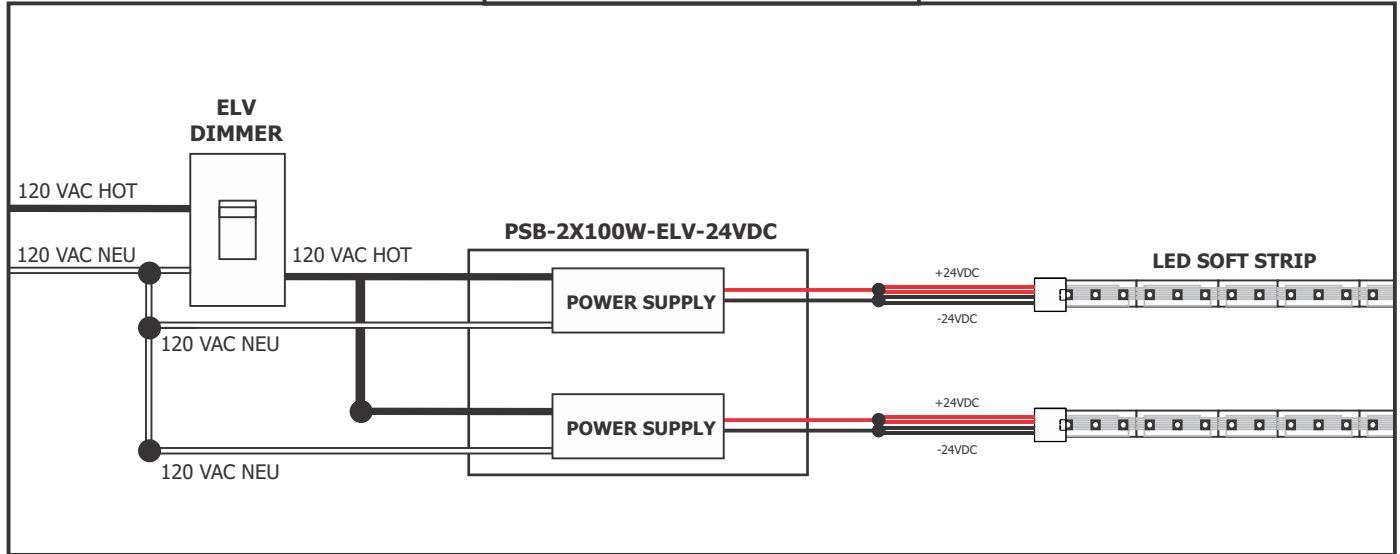 ELV
DIMMER
120 VAC HOT
120 VAC NEU
120 VAC HOT
PSB-2X100W-ELV-24VDC
LED SOFT STRIP
+24VDC
POWER SUPPLY
-24VDC
120 VAC NEU
+24VDC
POWER SUPPLY
-24VDC
120 VAC NEU